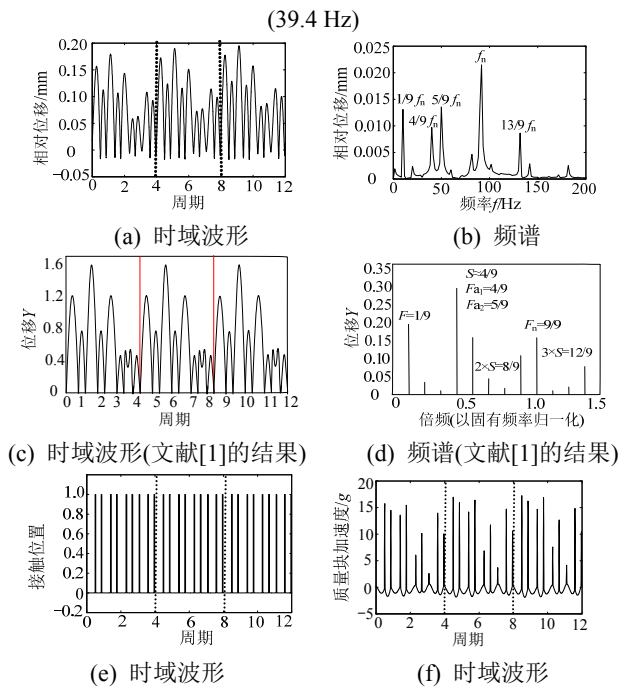 (39.4 Hz)
相对位移/mm
0.20
0.15
0.10
0.05
0
−0.05
0 2 4 6 8 10 12
周期
(a) 时域波形
相对位移/mm
0.025
0.020
0.015
0.010
0.005
0
fn
1/9 fn
5/9 fn
4/9 fn
13/9 fn
0 50 100 150 200
频率f/Hz
(b) 频谱
位移Y
1.6
1.2
0.8
0.4
0
0 1 2 3 4 5 6 7 8 9 10 11 12
周期
(c) 时域波形(文献[1]的结果)
位移Y
0.35
0.30
0.25
0.20
0.15
0.10
0.05
0.00
S≈4/9
Fa1=4/9
Fa2=5/9
F=1/9
Fn=9/9
2×S=8/9
3×S=12/9
0 0.5 1.0 1.5
倍频(以固有频率归一化)
(d) 频谱(文献[1]的结果)
接触位置
1.0
0.8
0.6
0.4
0.2
0
−0.2
0 2 4 6 8 10 12
周期
(e) 时域波形
质量块加速度/g
20
15
10
5
0
−5
0 2 4 6 8 10 12
周期
(f) 时域波形